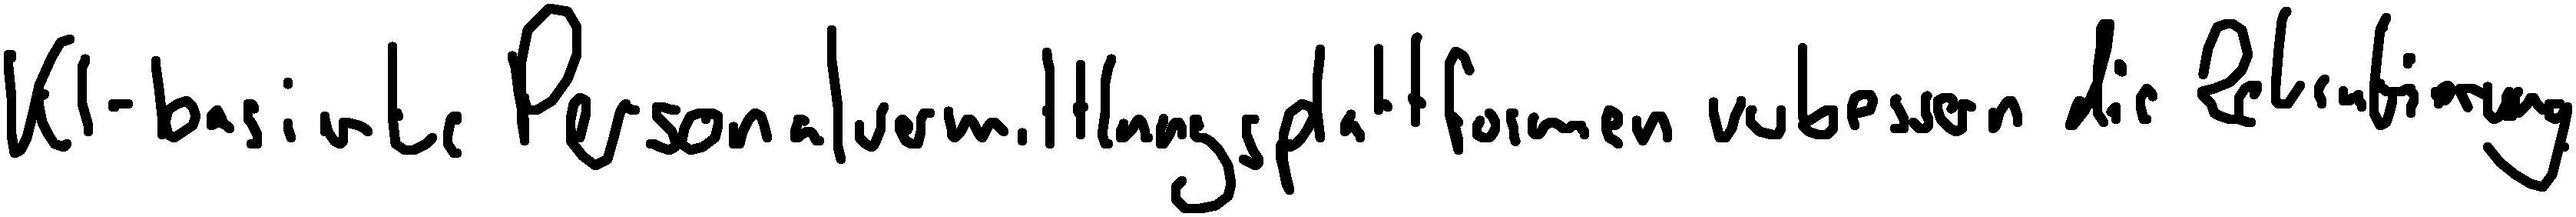 KI-basierte Personalvermittlungsplattformen verbessern die Rekrutierung